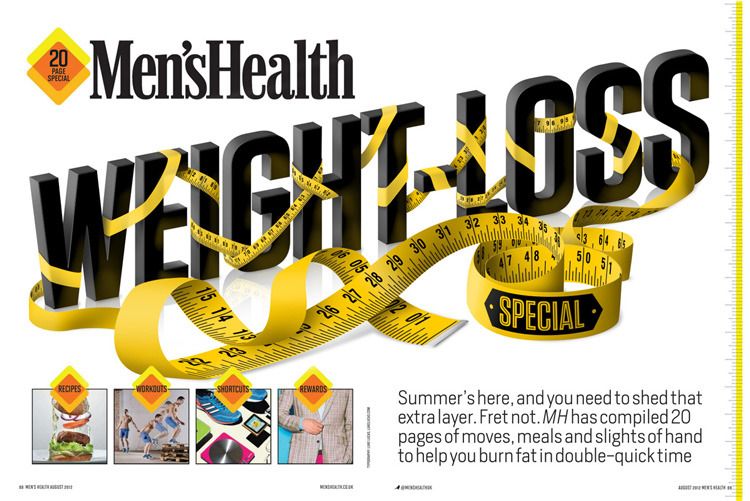 20
PAGE
SPECIAL
Men'sHealth
WEIGHT-LOSS
SPECIAL
RECIPES
WORKOUTS
SHORTCUTS
REWARDS
Summer's here, and you need to shed that
extra layer. Fret not. MH has compiled 20
pages of moves, meals and slights of hand
to help you burn fat in double-quick time
MEN'S HEALTH AUGUST 2012
MENSHEALTH.CO.UK
@MENSHEALTHUK
AUGUST 2012 MEN'S HEALTH